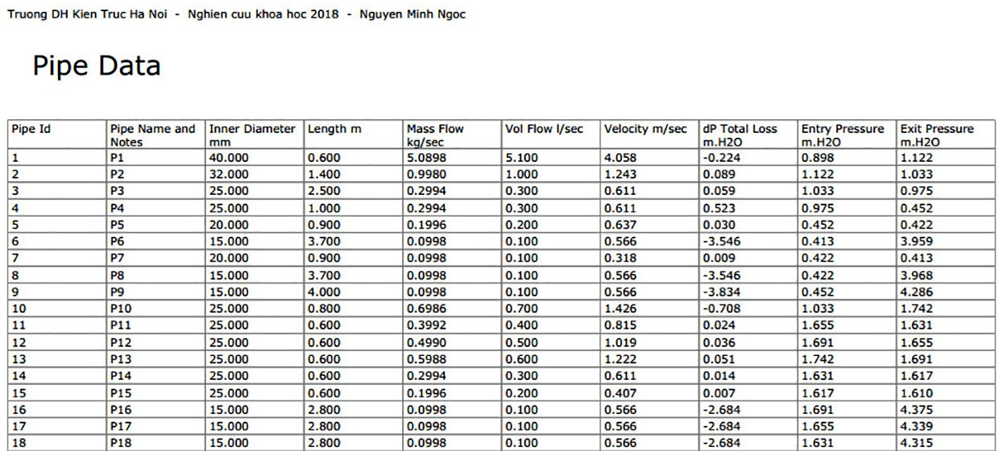 Truong DH Kien Truc Ha Noi - Nghien cuu khoa hoc 2018 - Nguyen Minh Ngoc
Pipe Data
Pipe Id Pipe Name and Notes Inner Diameter mm Length m Mass Flow kg/sec Vol Flow l/sec Velocity m/sec dP Total Loss m.H2O Entry Pressure m.H2O Exit Pressure m.H2O
1 P1 40.000 0.600 5.0898 5.100 4.058 -0.224 0.898 1.122
2 P2 32.000 1.400 0.9980 1.000 1.243 0.089 1.122 1.033
3 P3 25.000 2.500 0.2994 0.300 0.611 0.059 1.033 0.975
4 P4 25.000 1.000 0.2994 0.300 0.611 0.523 0.975 0.452
5 P5 20.000 0.900 0.1996 0.200 0.637 0.030 0.452 0.422
6 P6 15.000 3.700 0.0998 0.100 0.566 -3.546 0.413 3.959
7 P7 20.000 0.900 0.0998 0.100 0.318 0.009 0.422 0.413
8 P8 15.000 3.700 0.0998 0.100 0.566 -3.546 0.422 3.968
9 P9 15.000 4.000 0.0998 0.100 0.566 -3.834 0.452 4.286
10 P10 25.000 0.800 0.6986 0.700 1.426 -0.708 1.033 1.742
11 P11 25.000 0.600 0.3992 0.400 0.815 0.024 1.655 1.631
12 P12 25.000 0.600 0.4990 0.500 1.019 0.036 1.691 1.655
13 P13 25.000 0.600 0.5988 0.600 1.222 0.051 1.742 1.691
14 P14 25.000 0.600 0.2994 0.300 0.611 0.014 1.631 1.617
15 P15 25.000 0.600 0.1996 0.200 0.407 0.007 1.617 1.610
16 P16 15.000 2.800 0.0998 0.100 0.566 -2.684 1.691 4.375
17 P17 15.000 2.800 0.0998 0.100 0.566 -2.684 1.655 4.339
18 P18 15.000 2.800 0.0998 0.100 0.566 -2.684 1.631 4.315